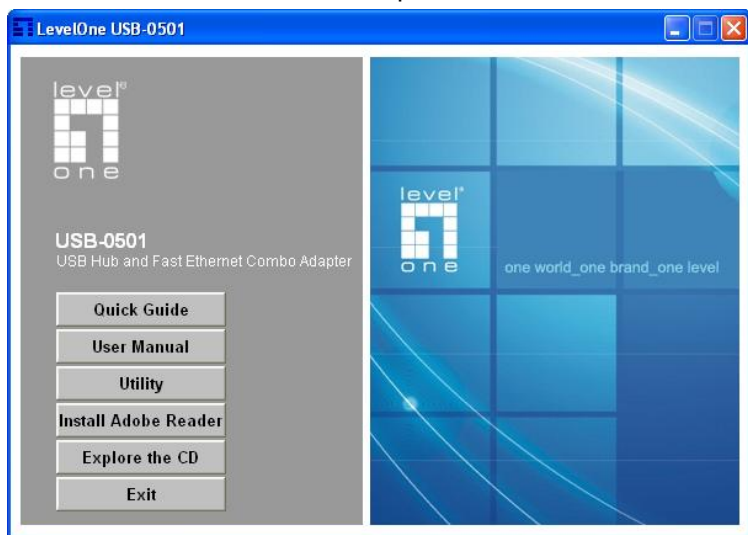 LevelOne USB-0501
level®
one
USB-0501
USB Hub and Fast Ethernet Combo Adapter
Quick Guide
User Manual
Utility
Install Adobe Reader
Explore the CD
Exit
level®
one
one world_one brand_one level